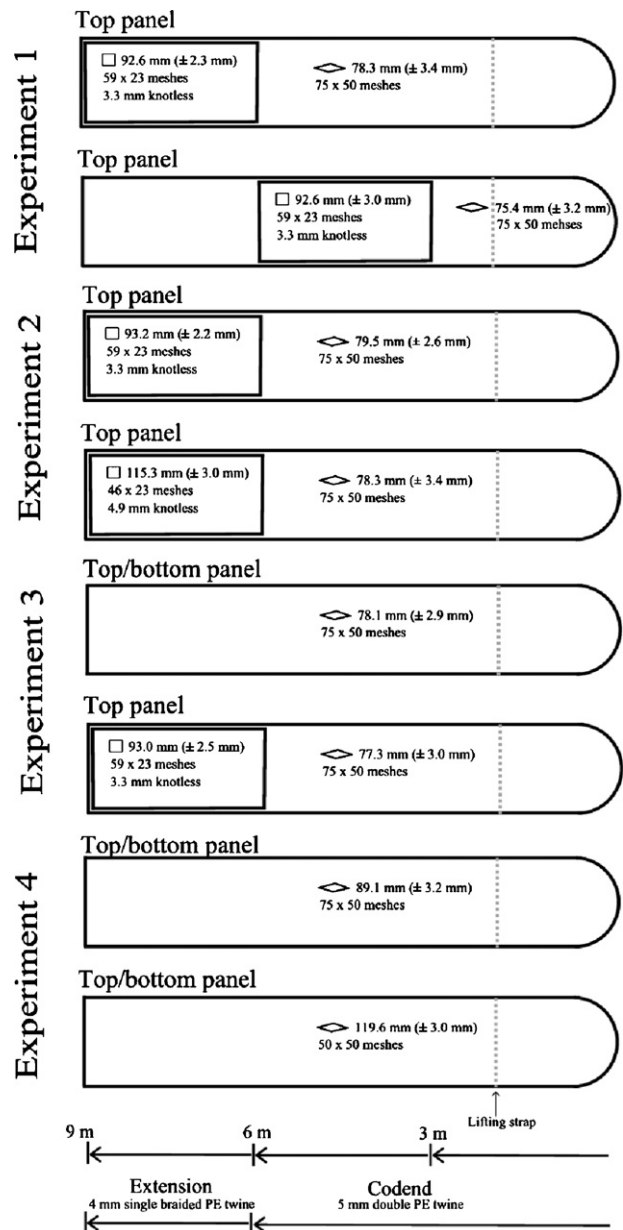 Experiment 1
Top panel
□ 92.6 mm (± 2.3 mm)
59 x 23 meshes
3.3 mm knotless
78.3 mm (± 3.4 mm)
75 x 50 meshes
Top panel
□ 92.6 mm (± 3.0 mm)
59 x 23 meshes
3.3 mm knotless
75.4 mm (± 3.2 mm)
75 x 50 mehses
Experiment 2
Top panel
□ 93.2 mm (± 2.2 mm)
59 x 23 meshes
3.3 mm knotless
79.5 mm (± 2.6 mm)
75 x 50 meshes
Top panel
□ 115.3 mm (± 3.0 mm)
46 x 23 meshes
4.9 mm knotless
78.3 mm (± 3.4 mm)
75 x 50 meshes
Experiment 3
Top/bottom panel
78.1 mm (± 2.9 mm)
75 x 50 meshes
Top panel
□ 93.0 mm (± 2.5 mm)
59 x 23 meshes
3.3 mm knotless
77.3 mm (± 3.0 mm)
75 x 50 meshes
Experiment 4
Top/bottom panel
89.1 mm (± 3.2 mm)
75 x 50 meshes
Top/bottom panel
119.6 mm (± 3.0 mm)
50 x 50 meshes
Lifting strap
9 m 6 m 3 m
Extension
4 mm single braided PE twine
Codend
5 mm double PE twine